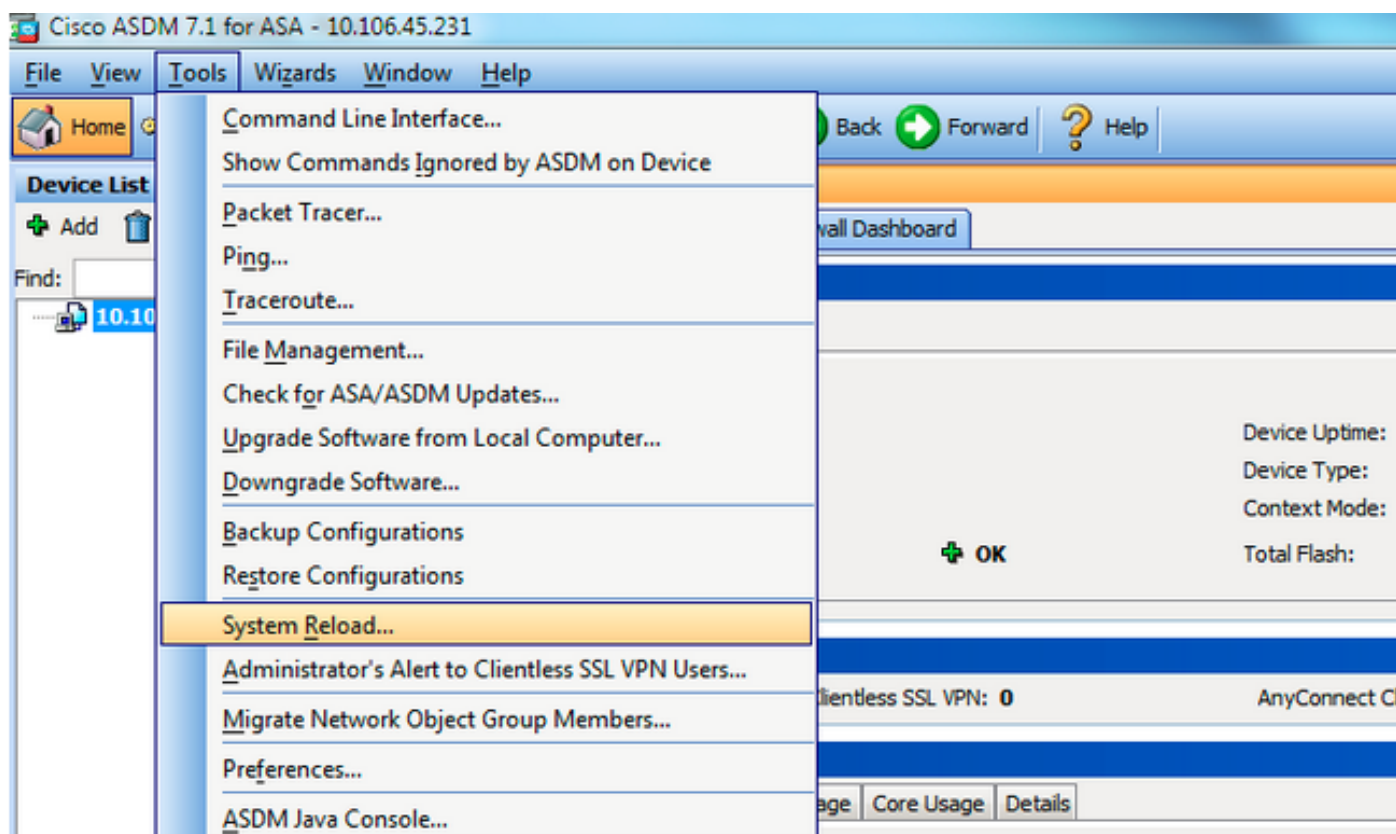 Cisco ASDM 7.1 for ASA - 10.106.45.231
File View Tools Wizards Window Help
Home Back Forward Help
Command Line Interface...
Show Commands Ignored by ASDM on Device
Packet Tracer...
Ping...
Traceroute...
File Management...
Check for ASA/ASDM Updates...
Upgrade Software from Local Computer...
Downgrade Software...
Backup Configurations
Restore Configurations
System Reload...
Administrator's Alert to Clientless SSL VPN Users...
Migrate Network Object Group Members...
Preferences...
ASDM Java Console...
Device List
Add
Find:
10.10
wall Dashboard
Device Uptime:
Device Type:
Context Mode:
OK Total Flash:
lientless SSL VPN: 0 AnyConnect Cl
age Core Usage Details